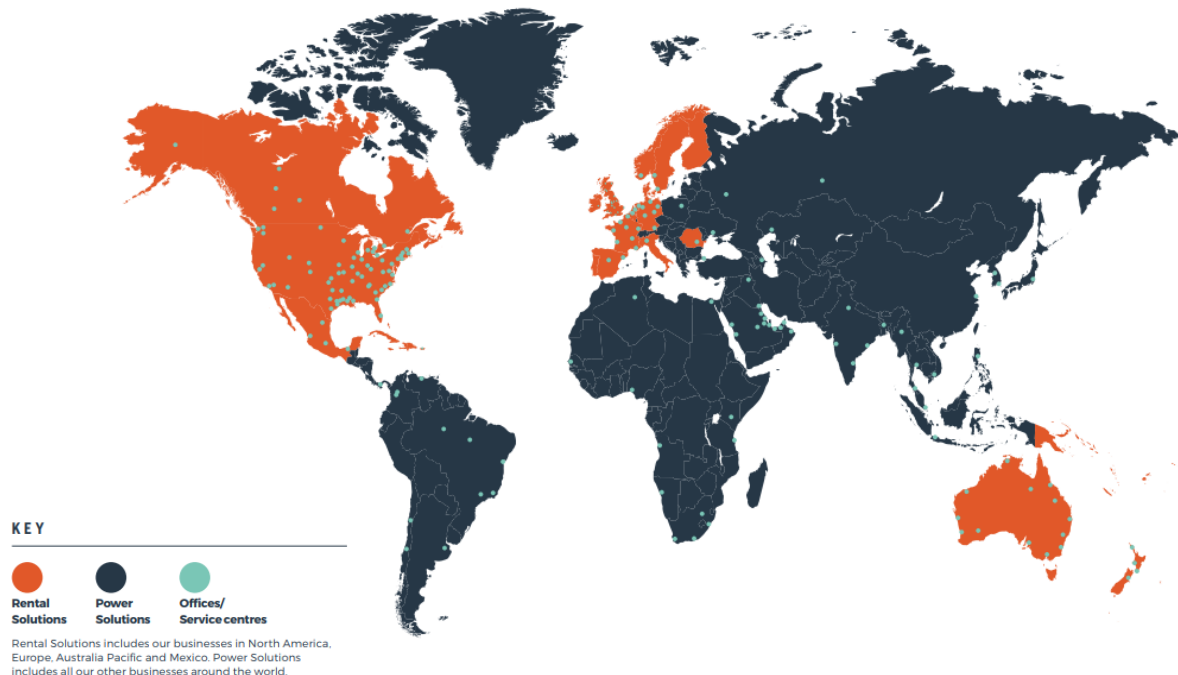 KEY
Rental
Solutions
Power
Solutions
Offices/
Service centres
Rental Solutions includes our businesses in North America,
Europe, Australia Pacific and Mexico. Power Solutions
includes all our other businesses around the world.